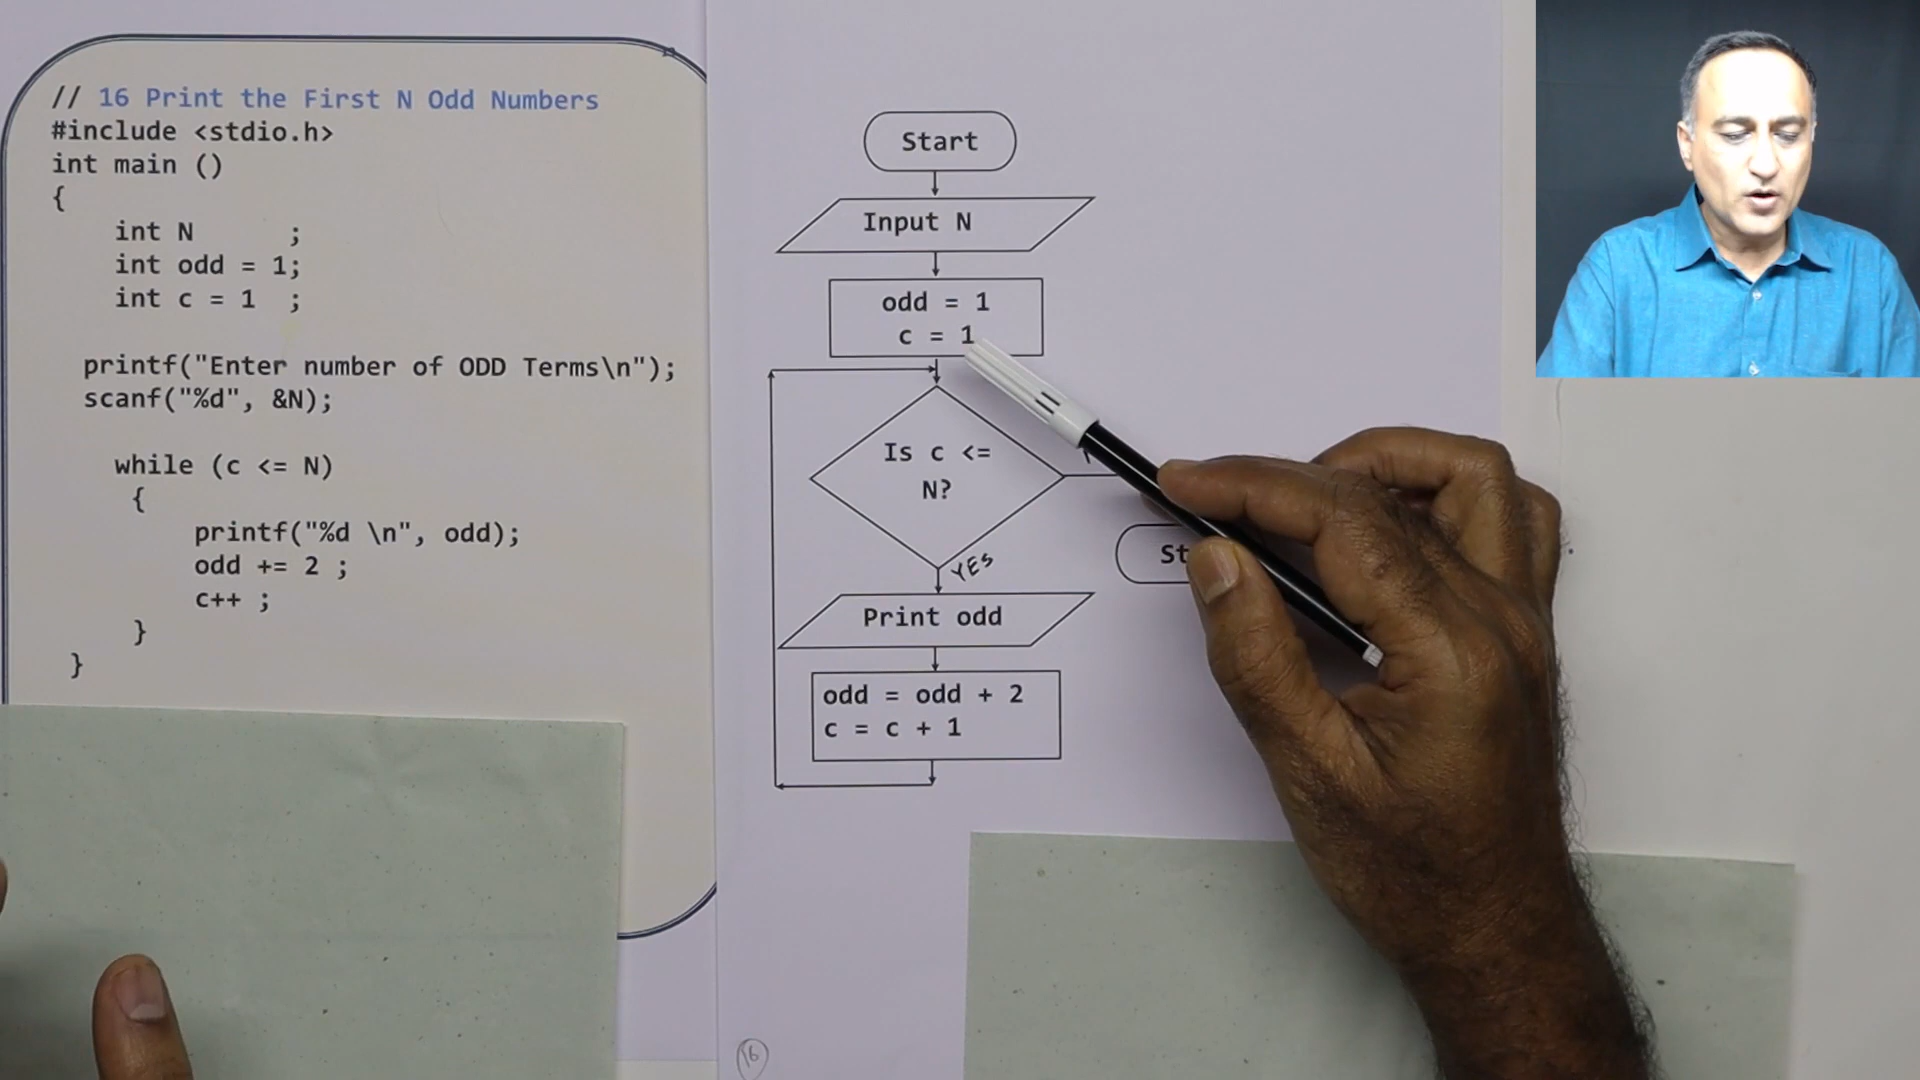 // 16 Print the First N Odd Numbers
#include <stdio.h>
int main ()
{
int N ;
int odd = 1;
int c = 1 ;
printf("Enter number of ODD Terms\n");
scanf("%d", &N);
while (c <= N)
{
printf("%d \n", odd);
odd += 2 ;
c++ ;
}
}
Start
Input N
odd = 1
c = 1
Is c <=
N?
YES
Print odd
odd = odd + 2
c = c + 1
16